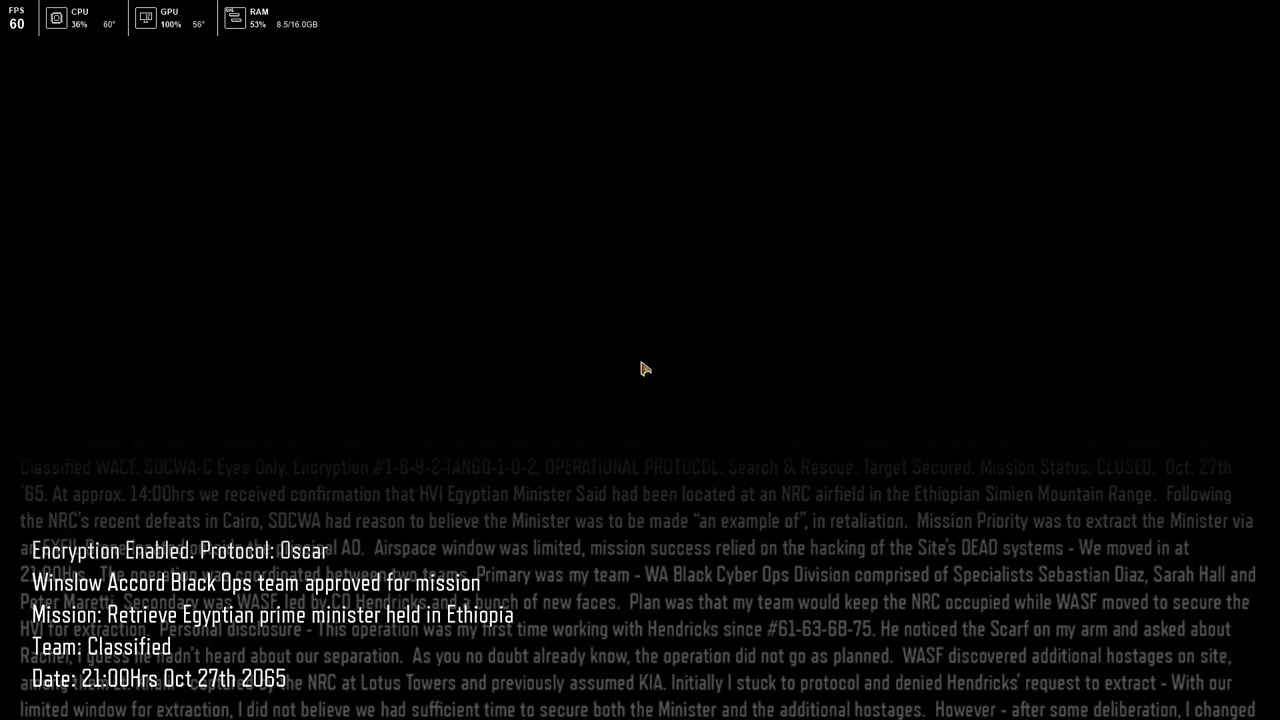 FPS
60
CPU
36% 60°
GPU
100% 56°
RAM
53% 8.5/16.0GB
Classified WACF. SOCWA-C Eyes Only. Encryption #1-8-9-2-TANGO-1-0-2. OPERATIONAL PROTOCOL: Search & Rescue. Target Secured. Mission Status: CLOSED. Oct. 27th
'65. At approx. 14:00hrs we received confirmation that HVI Egyptian Minister Said had been located at an NRC airfield in the Ethiopian Simien Mountain Range. Following
the NRC's recent defeats in Cairo, SOCWA had reason to believe the Minister was to be made "an example of", in retaliation. Mission Priority was to extract the Minister via
AO. Airspace window was limited, mission success relied on the hacking of the Site's DEAD systems - We moved in at
Encryption Enabled. Protocol: Oscar
Primary was my team - WA Black Cyber Ops Division comprised of Specialists Sebastian Diaz, Sarah Hall and
Winslow Accord Black Ops team approved for mission
Peter Maretti. Secondary was WASF led by CO Hendricks and a bunch of new faces. Plan was that my team would keep the NRC occupied while WASF moved to secure the
Mission: Retrieve Egyptian prime minister held in Ethiopia
HVI for extraction. Personal disclosure - This operation was my first time working with Hendricks since #61-63-6B-75. He noticed the Scarf on my arm and asked about
Team: Classified
Rachel, I guess he hadn't heard about our separation. As you no doubt already know, the operation did not go as planned. WASF discovered additional hostages on site,
Date: 21:00Hrs Oct 27th 2065
the NRC at Lotus Towers and previously assumed KIA. Initially I stuck to protocol and denied Hendricks' request to extract - With our
limited window for extraction, I did not believe we had sufficient time to secure both the Minister and the additional hostages. However - after some deliberation, I changed